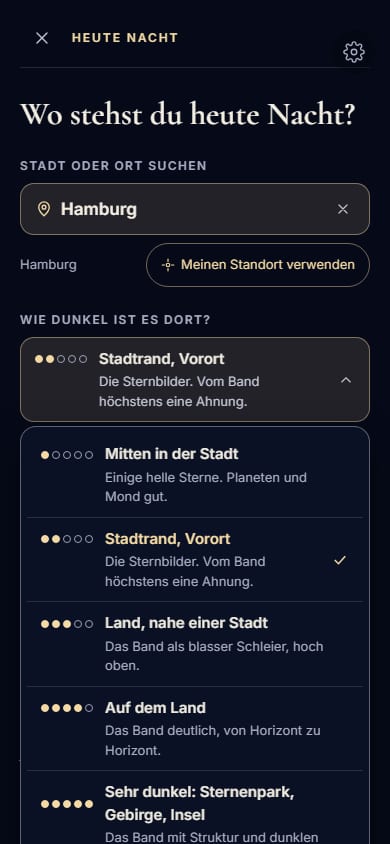 HEUTE NACHT
Wo stehst du heute Nacht?
STADT ODER ORT SUCHEN
Hamburg
Hamburg
Meinen Standort verwenden
WIE DUNKEL IST ES DORT?
Stadtrand, Vorort
Die Sternbilder. Vom Band
höchstens eine Ahnung.
Mitten in der Stadt
Einige helle Sterne. Planeten und
Mond gut.
Stadtrand, Vorort
Die Sternbilder. Vom Band
höchstens eine Ahnung.
Land, nahe einer Stadt
Das Band als blasser Schleier, hoch
oben.
Auf dem Land
Das Band deutlich, von Horizont zu
Horizont.
Sehr dunkel: Sternenpark,
Gebirge, Insel
Das Band mit Struktur und dunklen